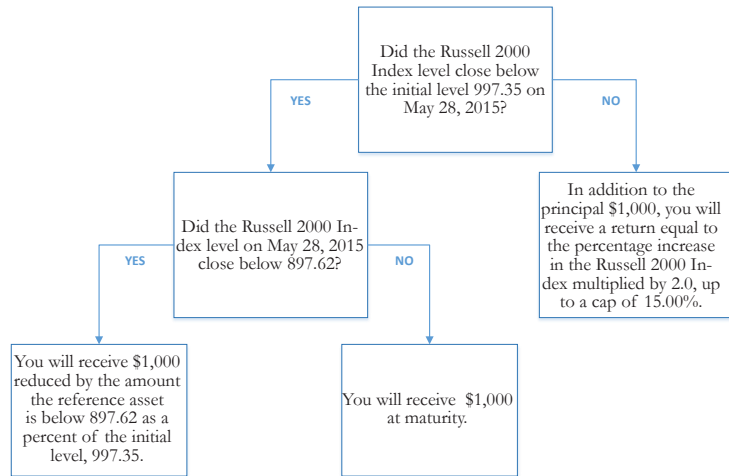 Did the Russell 2000
Index level close below
the initial level 997.35 on
May 28, 2015?
YES
NO
Did the Russell 2000 In-
dex level on May 28, 2015
close below 897.62?
In addition to the
principal $1,000, you will
receive a return equal to
the percentage increase
in the Russell 2000 In-
dex multiplied by 2.0, up
to a cap of 15.00%.
YES
NO
You will receive $1,000
reduced by the amount
the reference asset
is below 897.62 as a
percent of the initial
level, 997.35.
You will receive $1,000
at maturity.